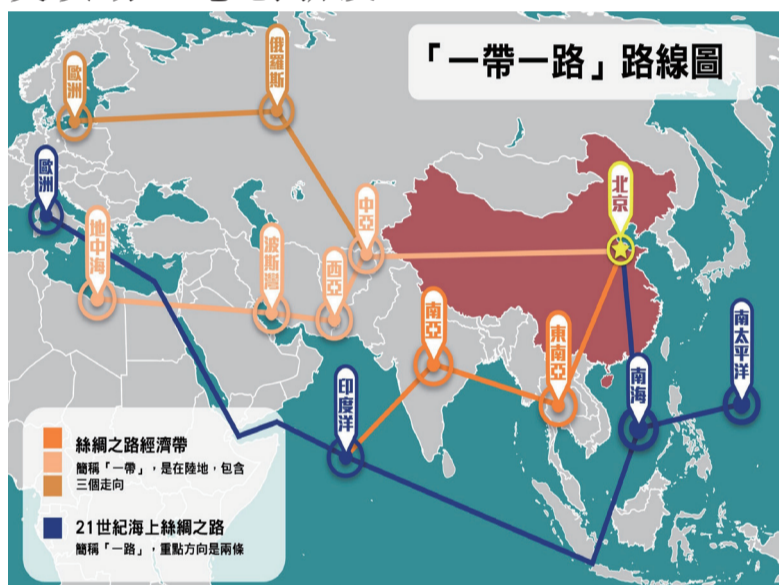 「一帶一路」路線圖
歐洲
俄羅斯
歐洲
地中海
波斯灣
西亞
中亞
北京
南亞
東南亞
印度洋
南海
南太平洋
絲綢之路經濟帶
簡稱「一帶」，是在陸地，包含
三個走向
21世紀海上絲綢之路
簡稱「一路」，重點方向是兩條